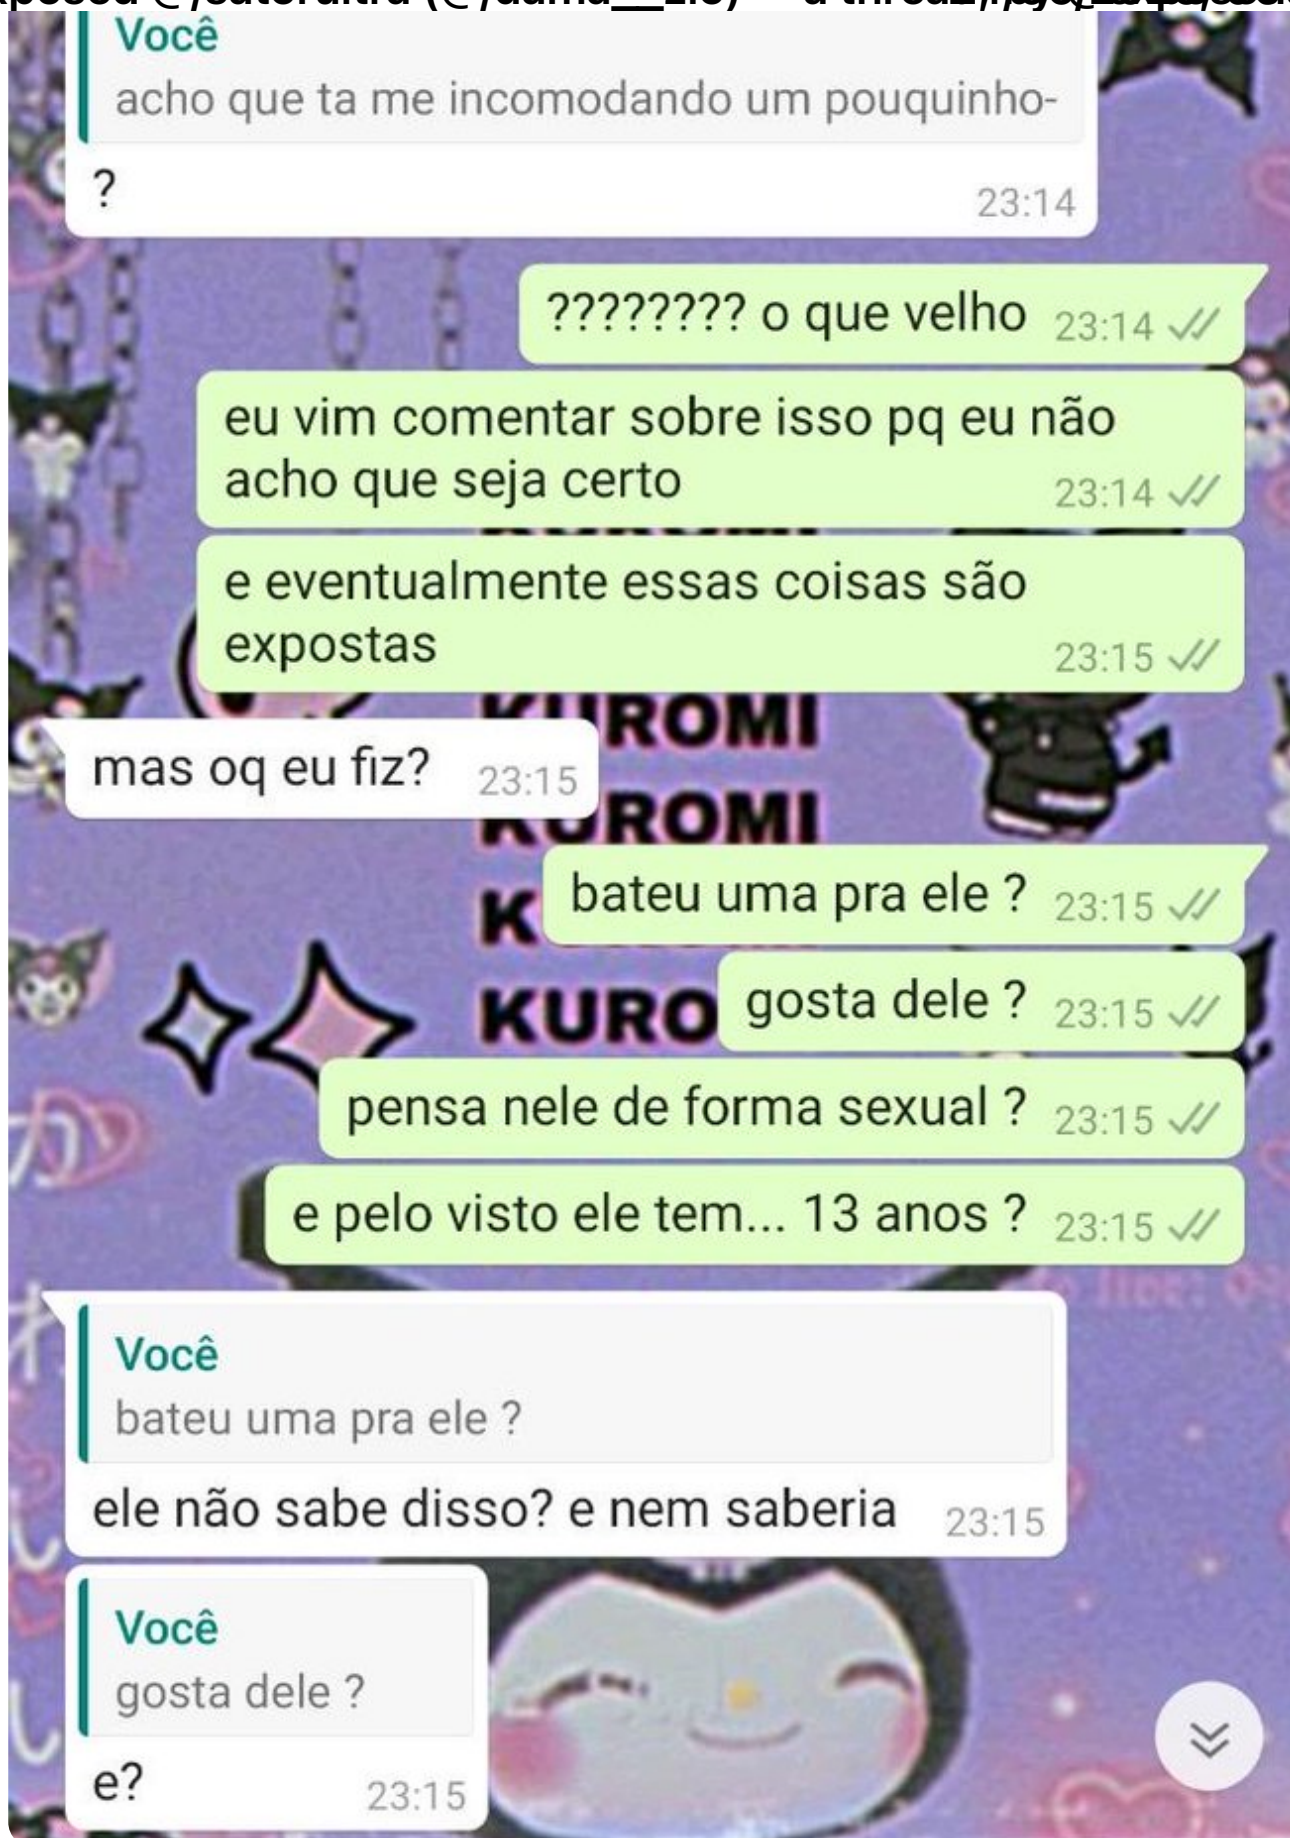 Você
acho que ta me incomodando um pouquinho-
?
23:14
???????? o que velho 23:14
eu vim comentar sobre isso pq eu não
acho que seja certo 23:14
e eventualmente essas coisas são
expostas 23:15
KUROMI
mas oq eu fiz? 23:15
KUROMI
bateu uma pra ele ? 23:15
K
gosta dele ? 23:15
KURO
pensa nele de forma sexual ? 23:15
e pelo visto ele tem... 13 anos ? 23:15
Você
bateu uma pra ele ?
ele não sabe disso? e nem saberia 23:15
Você
gosta dele ?
e? 23:15